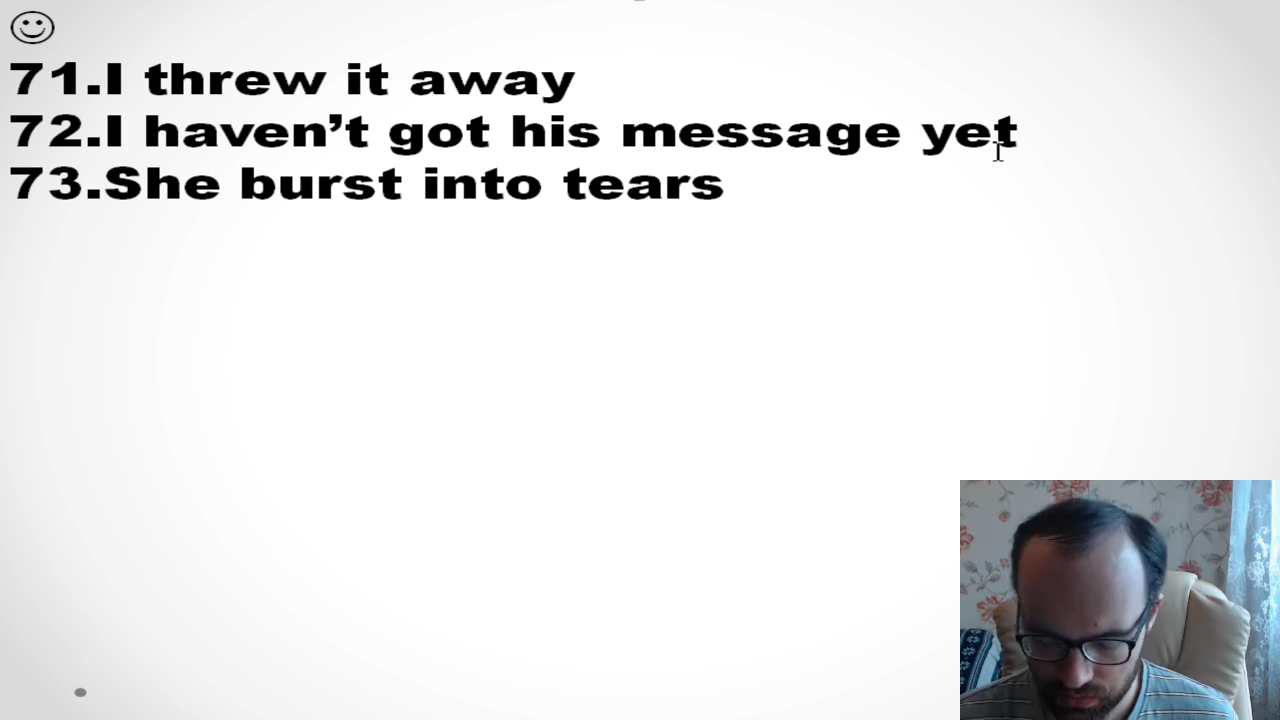 71.I threw it away
72.I haven’t got his message yet
73.She burst into tears